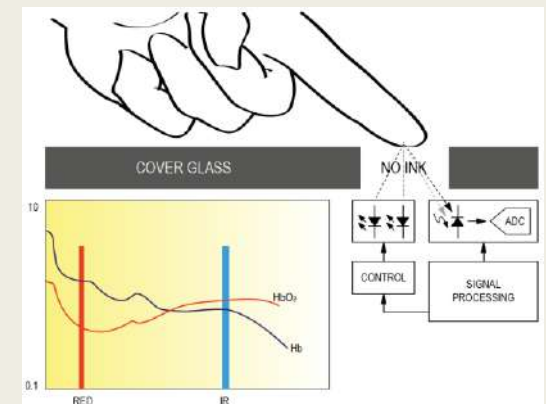 COVER GLASS
NO INK
10
ADC
CONTROL
SIGNAL
PROCESSING
HbO₂
Hb
0.1
RED
IR